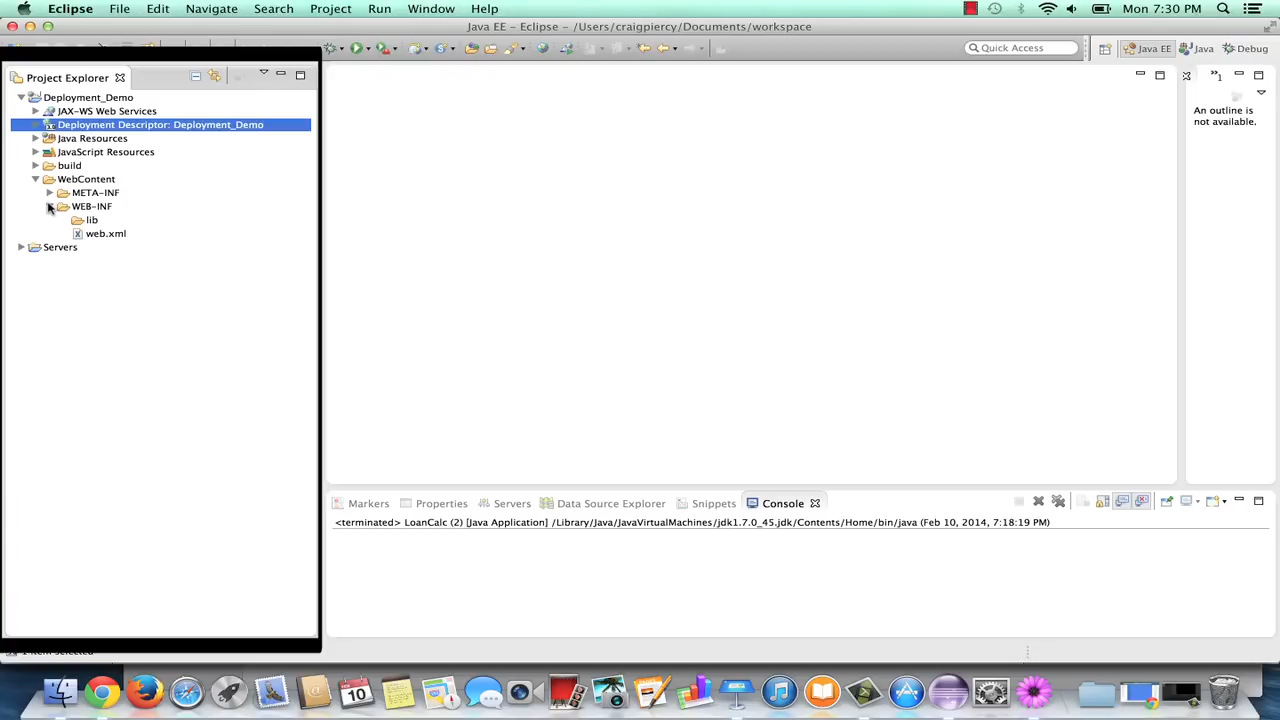 Eclipse File Edit Navigate Search Project Run Window Help Mon 7:30 PM
Java EE - Eclipse - /Users/craigpiercy/Documents/workspace
Quick Access Java EE Java Debug
Project Explorer
Deployment_Demo
JAX-WS Web Services
Deployment Descriptor: Deployment_Demo
Java Resources
JavaScript Resources
build
WebContent
META-INF
WEB-INF
lib
web.xml
Servers
»1
An outline is
not available.
Markers Properties Servers Data Source Explorer Snippets Console
<terminated> LoanCalc (2) [Java Application] /Library/Java/JavaVirtualMachines/jdk1.7.0_45.jdk/Contents/Home/bin/java (Feb 10, 2014, 7:18:19 PM)
10